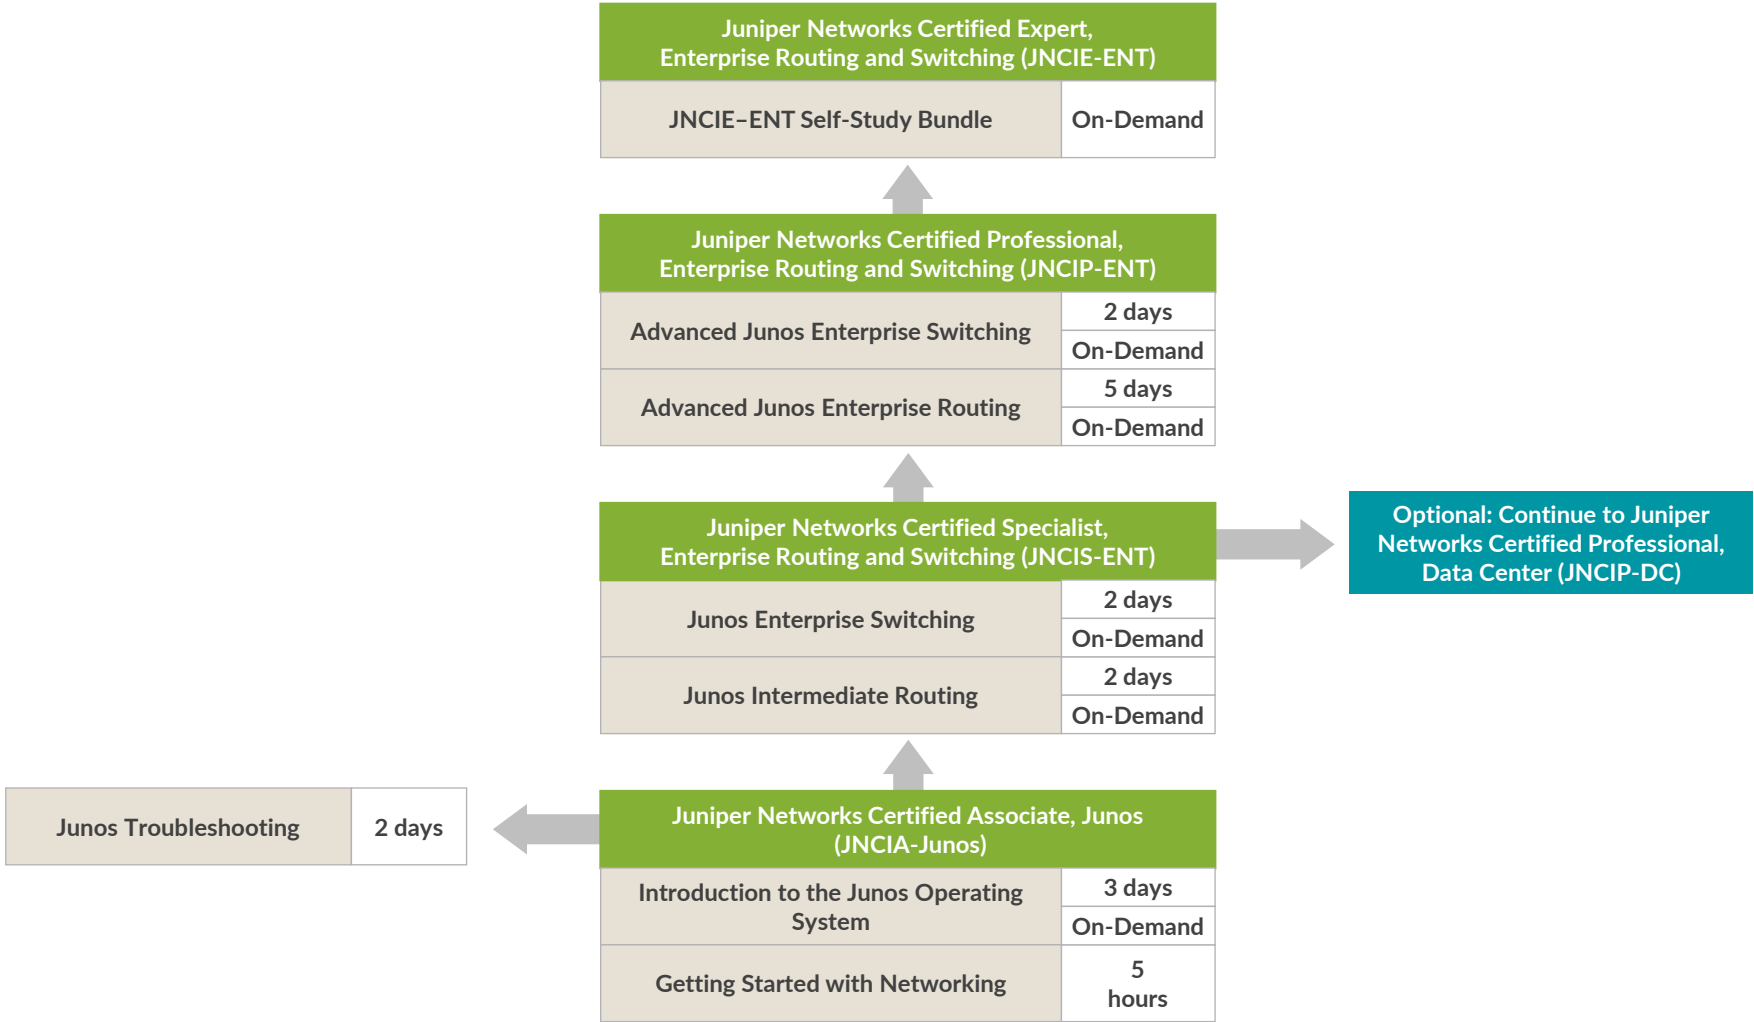 Juniper Networks Certified Expert,
Enterprise Routing and Switching (JNCIE-ENT)
JNCIE–ENT Self-Study Bundle
On-Demand
Juniper Networks Certified Professional,
Enterprise Routing and Switching (JNCIP-ENT)
Advanced Junos Enterprise Switching
2 days
On-Demand
Advanced Junos Enterprise Routing
5 days
On-Demand
Juniper Networks Certified Specialist,
Enterprise Routing and Switching (JNCIS-ENT)
Optional: Continue to Juniper
Networks Certified Professional,
Data Center (JNCIP-DC)
Junos Enterprise Switching
2 days
On-Demand
Junos Intermediate Routing
2 days
On-Demand
Junos Troubleshooting
2 days
Juniper Networks Certified Associate, Junos
(JNCIA-Junos)
Introduction to the Junos Operating
System
3 days
On-Demand
Getting Started with Networking
5
hours